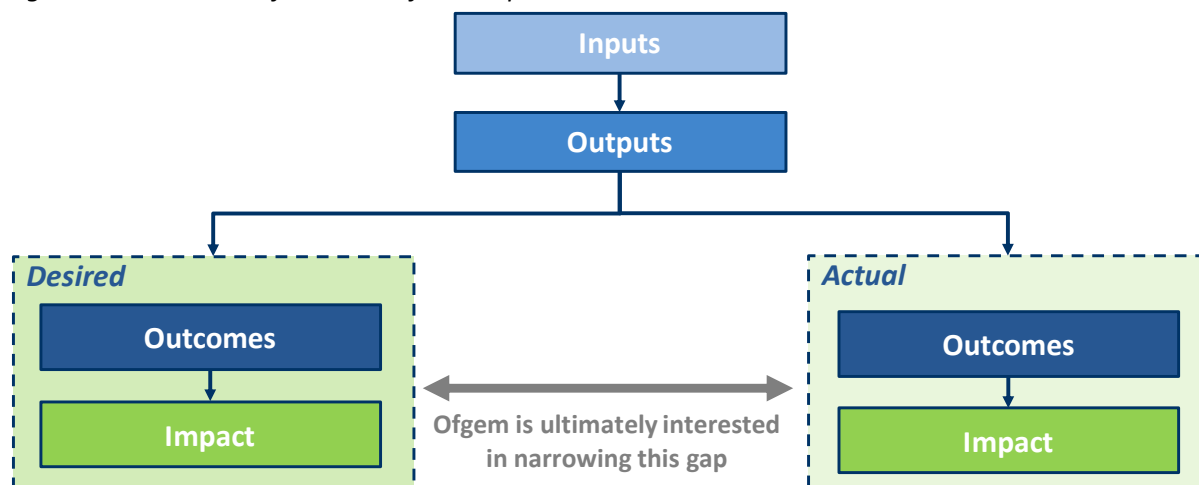 Inputs
Outputs
Desired
Outcomes
Impact
Ofgem is ultimately interested
in narrowing this gap
Actual
Outcomes
Impact